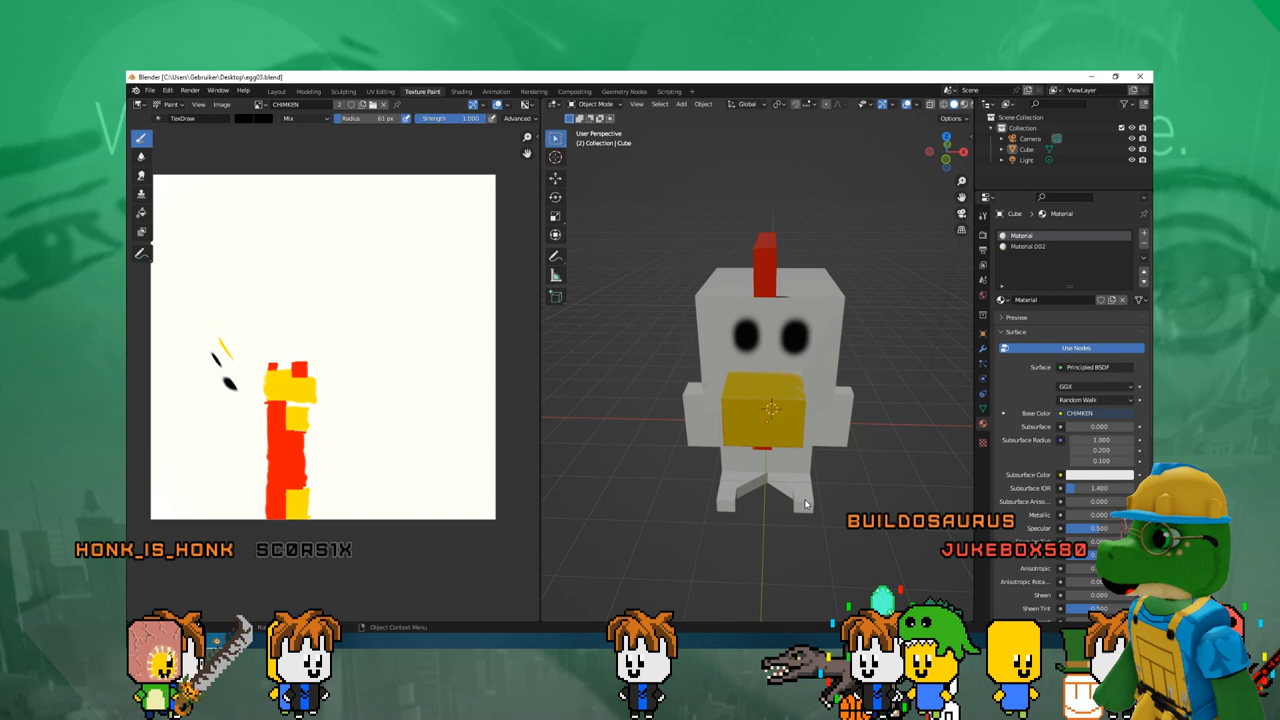 Blender [C:\Users\Gebruiker\Desktop\egg03.blend]
File Edit Render Window Help Layout Modeling Sculpting UV Editing Texture Paint Shading Animation Rendering Compositing Geometry Nodes Scripting Scene ViewLayer
Paint View Image CHIMKEN 2 Object Mode View Select Add Object Global
TexDraw Mix Radius 61 px Strength 1.000 Advanced Options
User Perspective
(2) Collection | Cube
Scene Collection
Collection
Camera
Cube
Light
Cube Material
Material
Material.002
Material
Preview
Surface
Use Nodes
Surface Principled BSDF
GGX
Random Walk
Base Color CHIMKEN
Subsurface 0.000
Subsurface Radius 1.000
0.200
0.100
Subsurface Color
Subsurface IOR 1.400
Subsurface Aniso... 0.000
Metallic 0.000
Specular 0.500
Anisotropic
Anisotropic Rota...
Sheen 0.000
Sheen Tint
BUILDOSAURUS
HONK_IS_HONK SC0RS1X JUKEBOX580
Object Context Menu